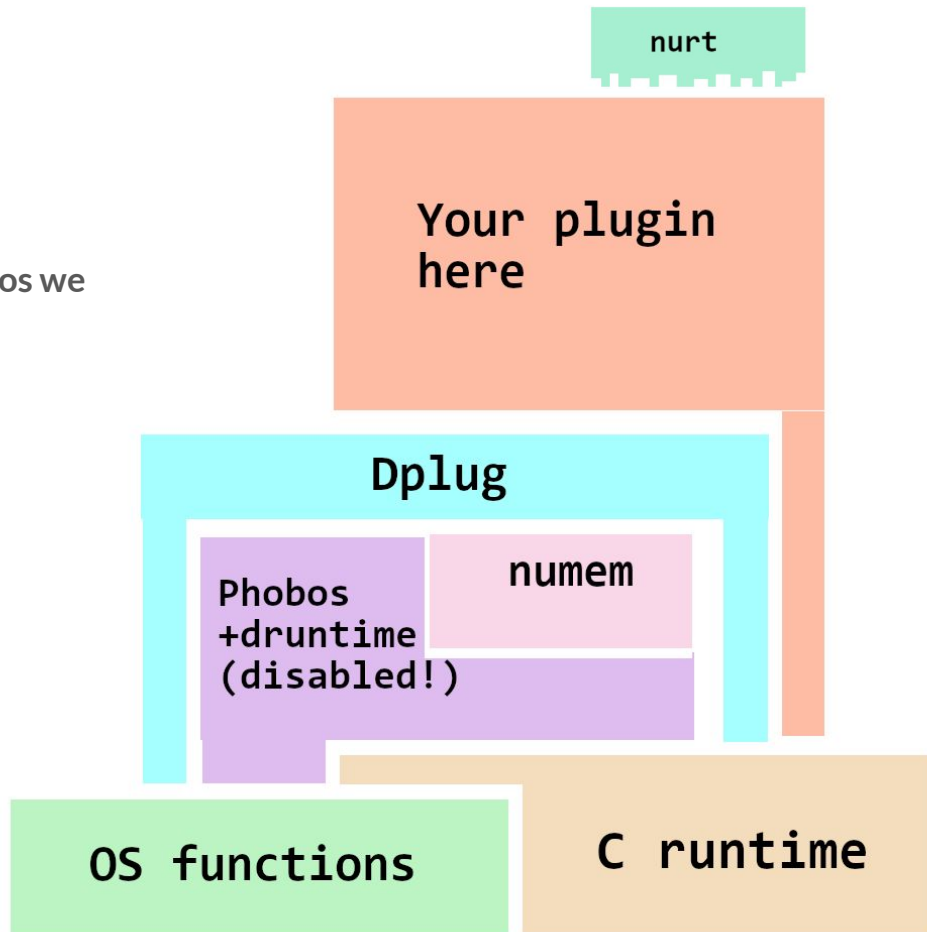 nurt
Your plugin
here
os we
Dplug
numem
Phobos
+druntime
(disabled!)
OS functions
C runtime